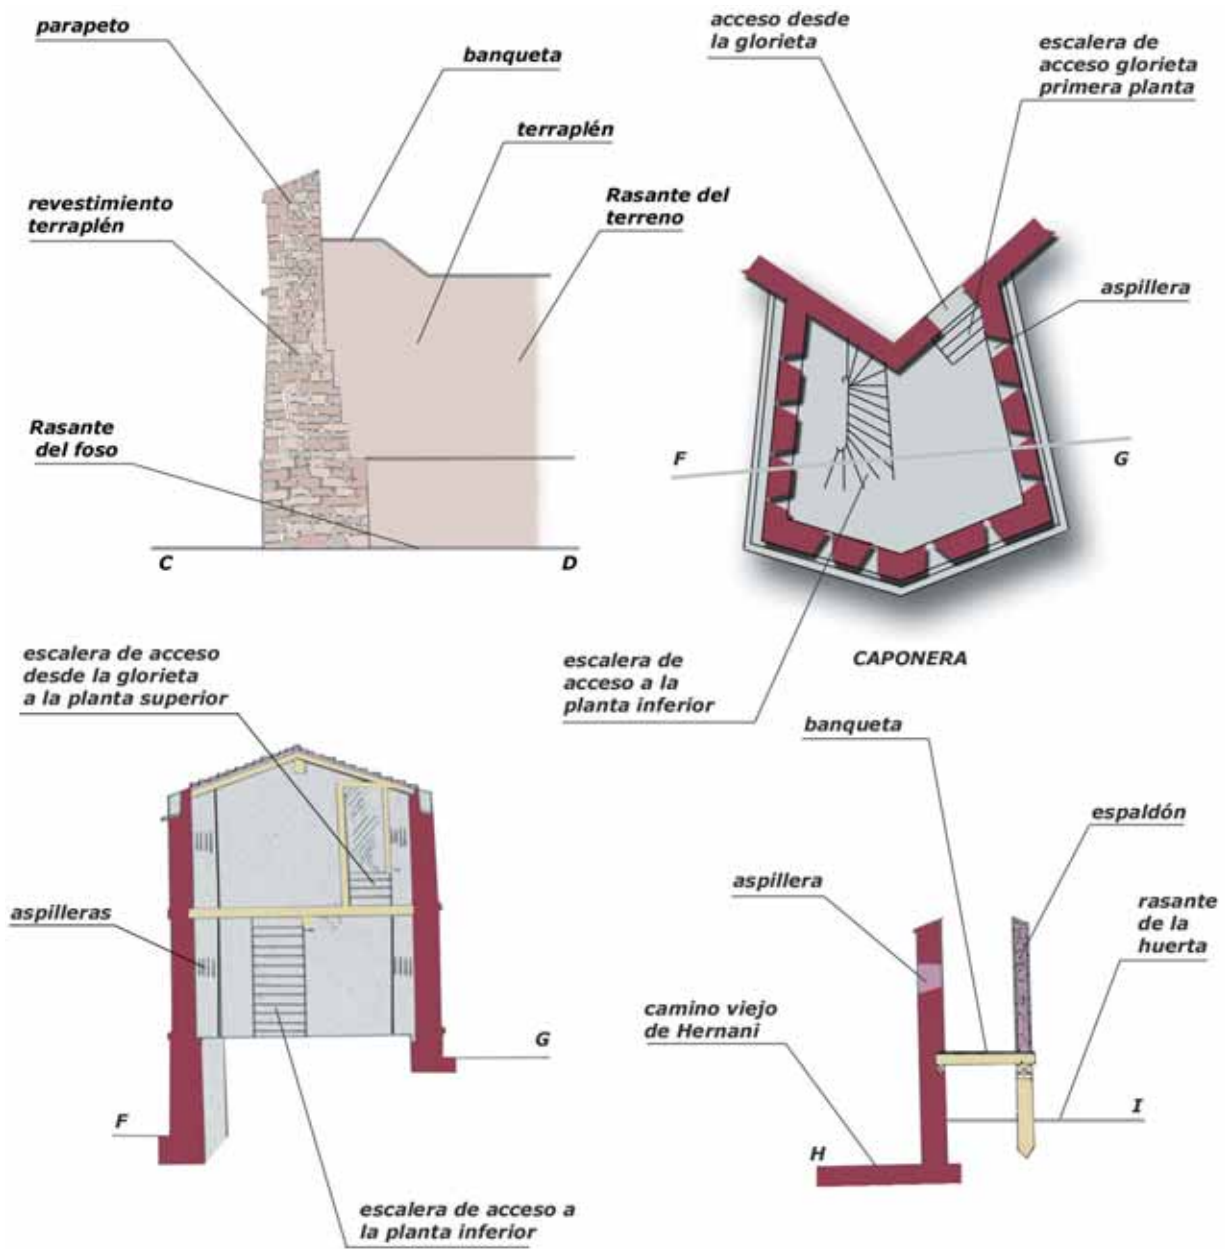 parapeto
banqueta
terraplén
revestimiento
terraplén
Rasante del
terreno
Rasante
del foso
C
D
acceso desde
la glorieta
escalera de
acceso glorieta
primera planta
aspillera
F
G
escalera de
acceso a la
planta inferior
CAPONERA
escalera de acceso
desde la glorieta
a la planta superior
aspilleras
G
F
escalera de acceso a
la planta inferior
banqueta
espaldón
aspillera
rasante
de la
huerta
camino viejo
de Hernani
I
H